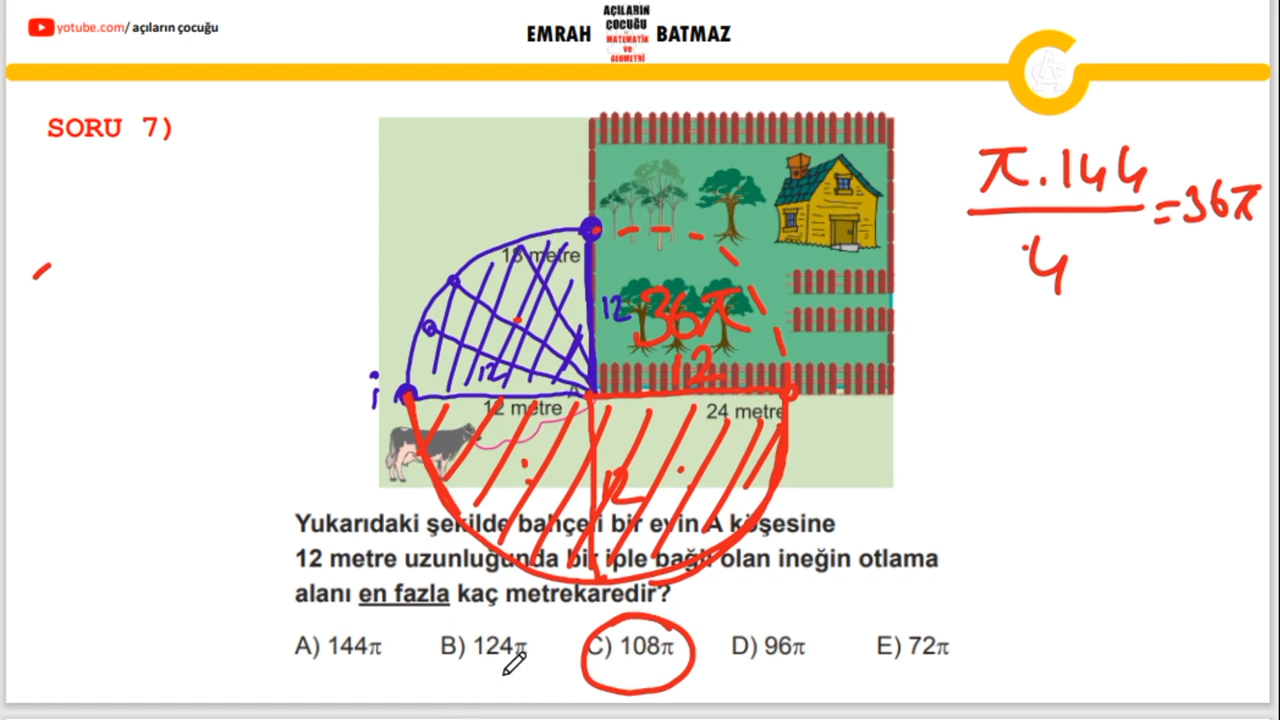 yotube.com/ açıların çocuğu
EMRAH
AÇILARIN
ÇOCUĞU
MATEMATİK
VE
GEOMETRİ
BATMAZ
SORU 7)
π.144
=36π
4
18 metre
12
36π
12
12
A
i
12 metre
24 metre
12
Yukarıdaki şekilde bahçeli bir evin A köşesine
12 metre uzunluğunda bir iple bağlı olan ineğin otlama
alanı en fazla kaç metrekaredir?
A) 144π B) 124π C) 108π D) 96π E) 72π